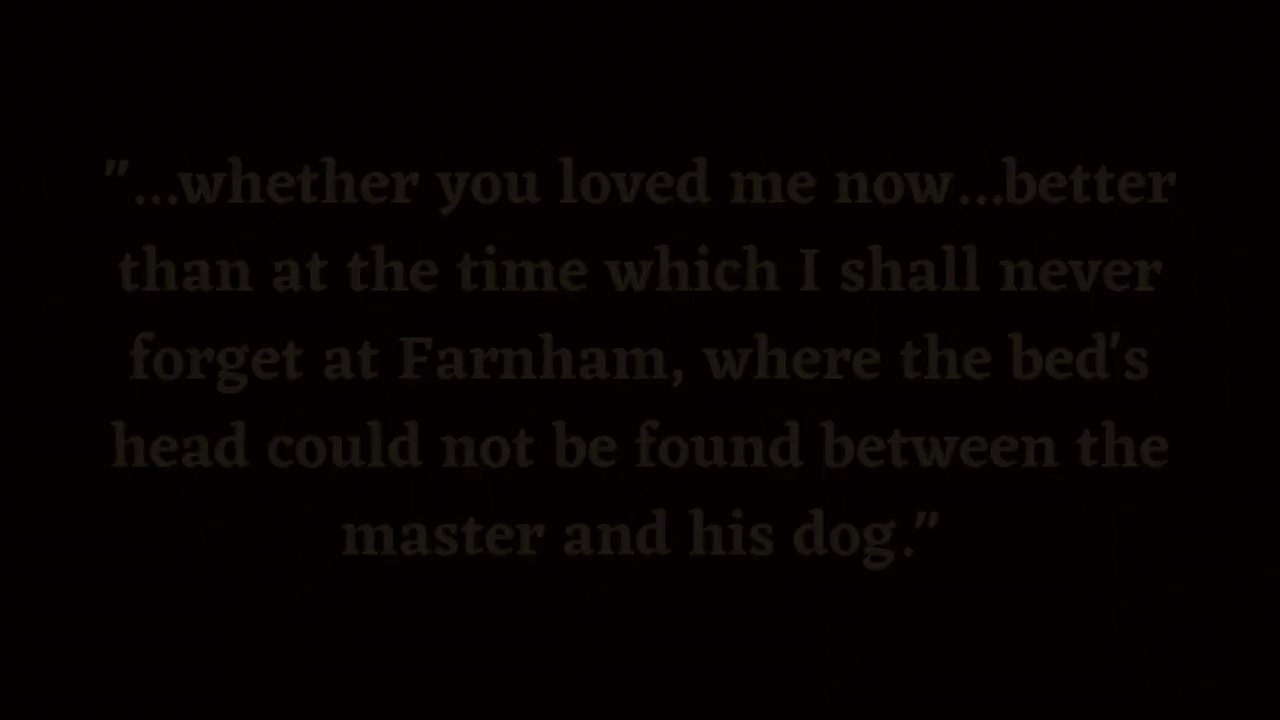 "...whether you loved me now...better
than at the time which I shall never
forget at Farnham, where the bed's
head could not be found between the
master and his dog."